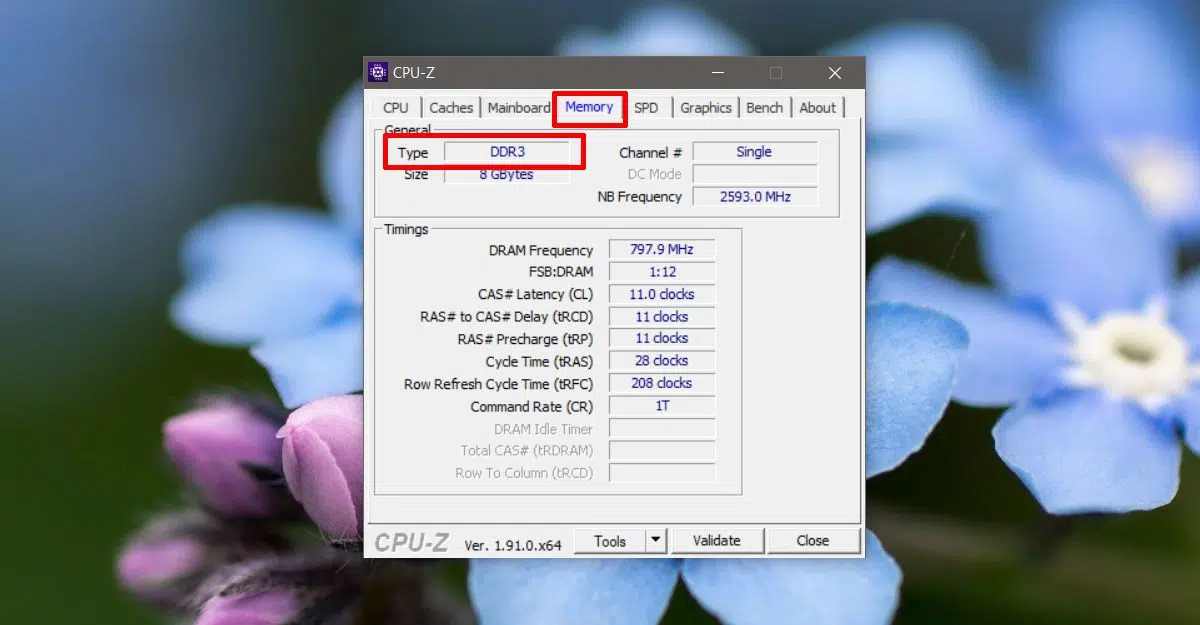 CPU-Z
CPU Caches Mainboard Memory SPD Graphics Bench About
General
Type DDR3 Channel # Single
Size 8 GBytes DC Mode
NB Frequency 2593.0 MHz
Timings
DRAM Frequency 797.9 MHz
FSB:DRAM 1:12
CAS# Latency (CL) 11.0 clocks
RAS# to CAS# Delay (tRCD) 11 clocks
RAS# Precharge (tRP) 11 clocks
Cycle Time (tRAS) 28 clocks
Row Refresh Cycle Time (tRFC) 208 clocks
Command Rate (CR) 1T
DRAM Idle Timer
Total CAS# (tRDRAM)
Row To Column (tRCD)
CPU-Z Ver. 1.91.0.x64 Tools Validate Close